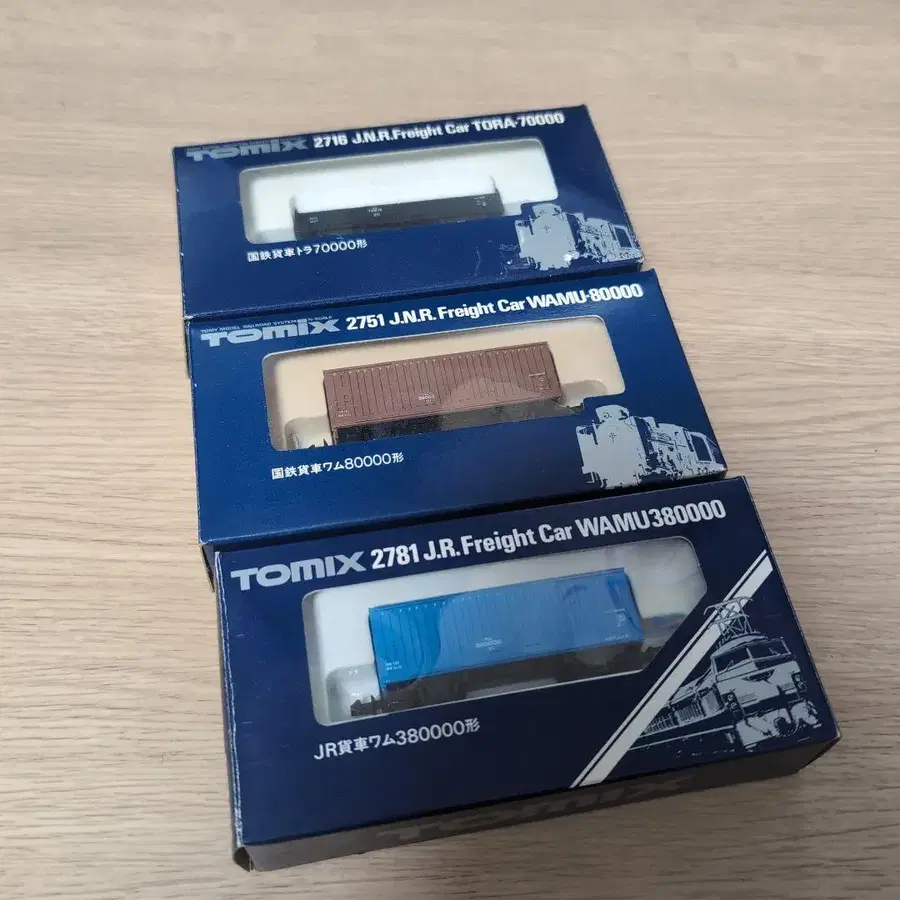 TOMIX 2716 J.N.R.Freight Car TORA-70000
国鉄貨車トラ70000形
TOMY MODEL RAILROAD SYSTEM N-SCALE
TOMIX 2751 J.N.R. Freight Car WAMU-80000
国鉄貨車ワム80000形
TOMIX 2781 J.R.Freight Car WAMU380000
JR貨車ワム380000形
TOMIX